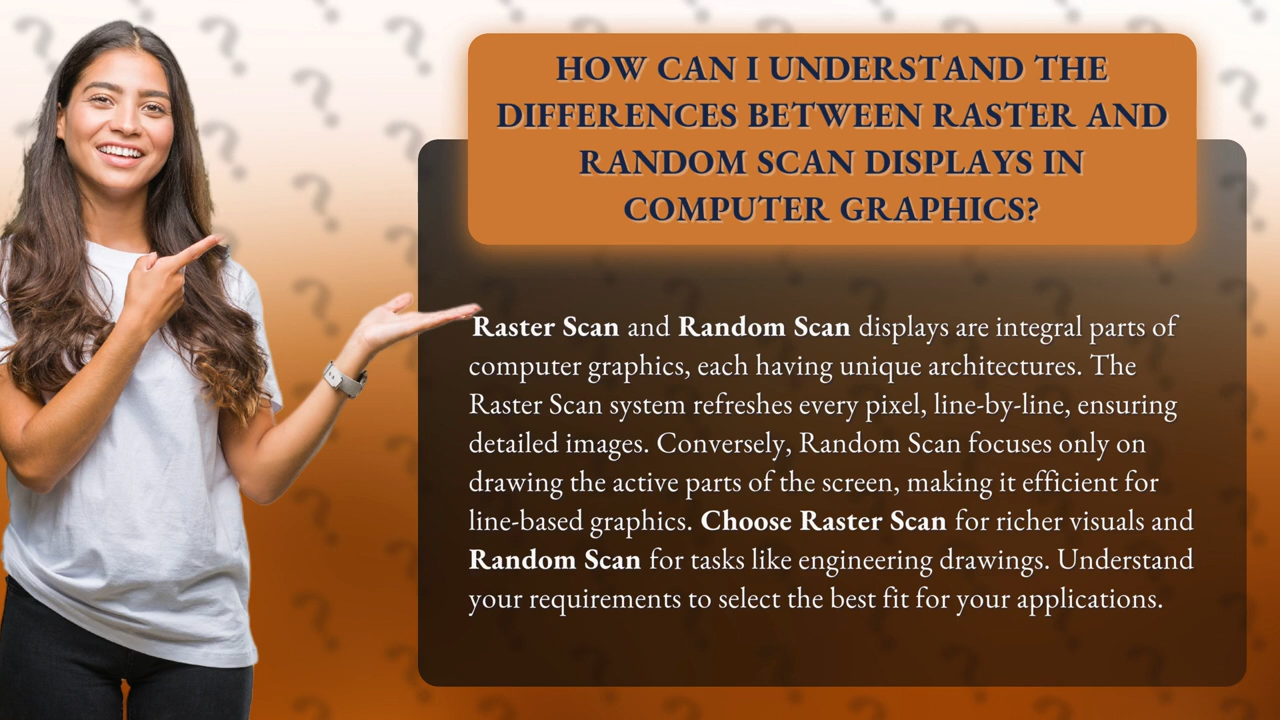 HOW CAN I UNDERSTAND THE
DIFFERENCES BETWEEN RASTER AND
RANDOM SCAN DISPLAYS IN
COMPUTER GRAPHICS?
Raster Scan and Random Scan displays are integral parts of
computer graphics, each having unique architectures. The
Raster Scan system refreshes every pixel, line-by-line, ensuring
detailed images. Conversely, Random Scan focuses only on
drawing the active parts of the screen, making it efficient for
line-based graphics. Choose Raster Scan for richer visuals and
Random Scan for tasks like engineering drawings. Understand
your requirements to select the best fit for your applications.